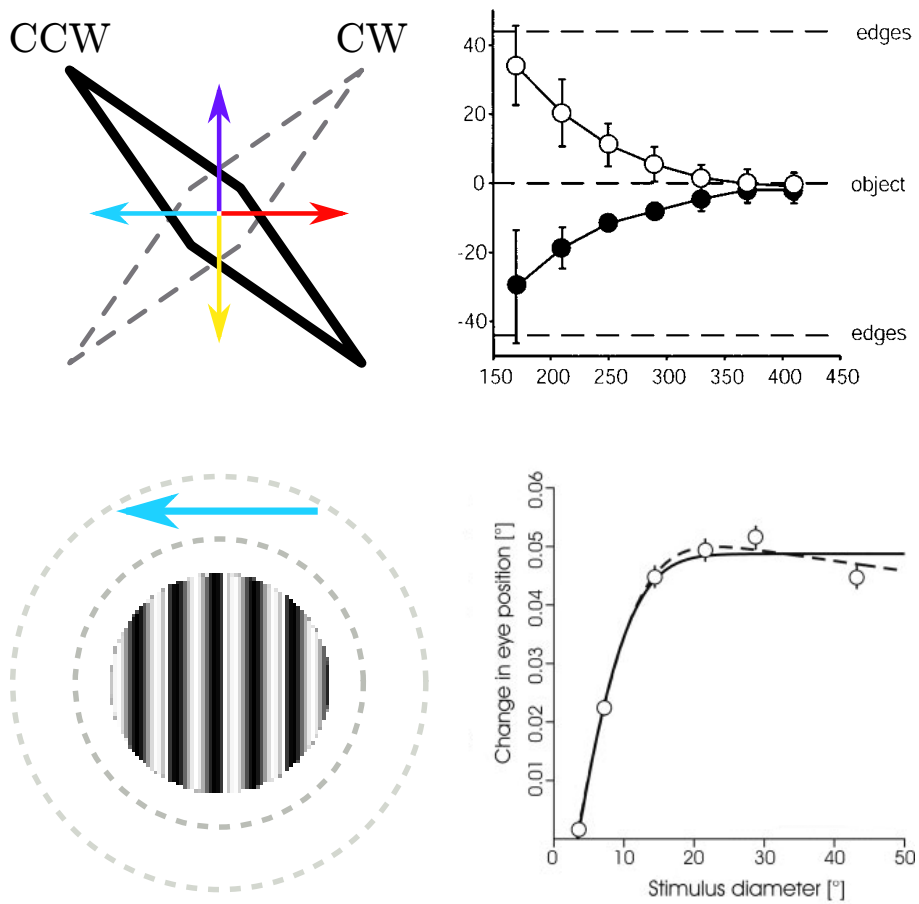 CCW CW
edges
40
20
0
object
-20
-40
edges
150 200 250 300 350 400 450
Change in eye position [°]
0.06
0.05
0.04
0.03
0.02
0.01
0 10 20 30 40 50
Stimulus diameter [°]